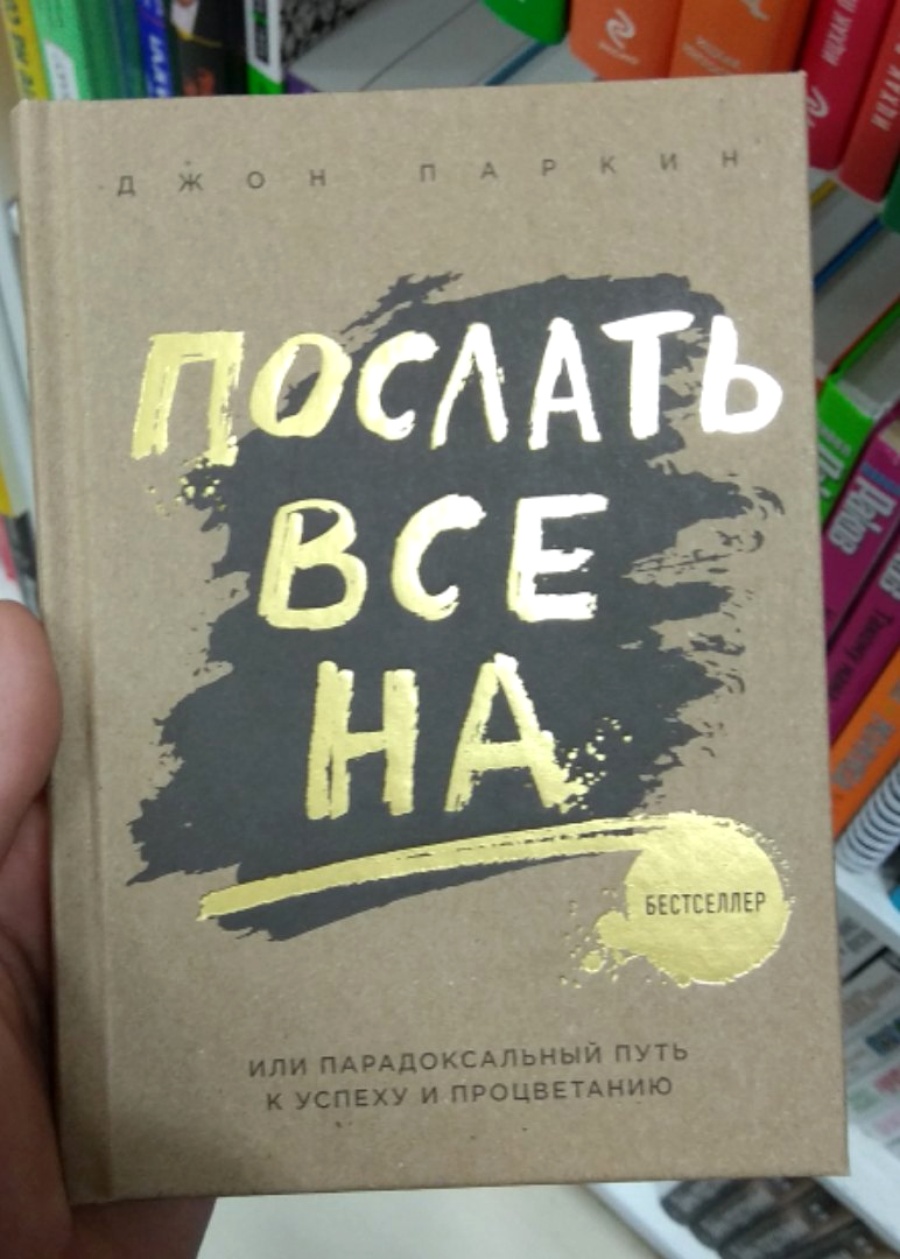 ДЖОН ПАРКИН
ПОСЛАТЬ
ВСЕ
НА
БЕСТСЕЛЛЕР
ИЛИ ПАРАДОКСАЛЬНЫЙ ПУТЬ
К УСПЕХУ И ПРОЦВЕТАНИЮ